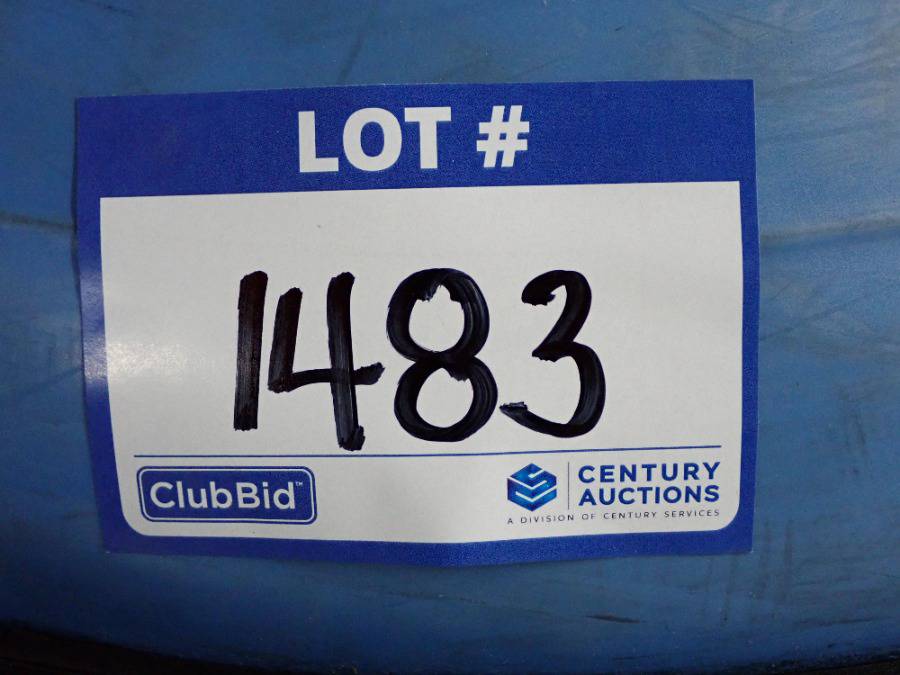 LOT #
1483
ClubBid™
CENTURY
AUCTIONS
A DIVISION OF CENTURY SERVICES